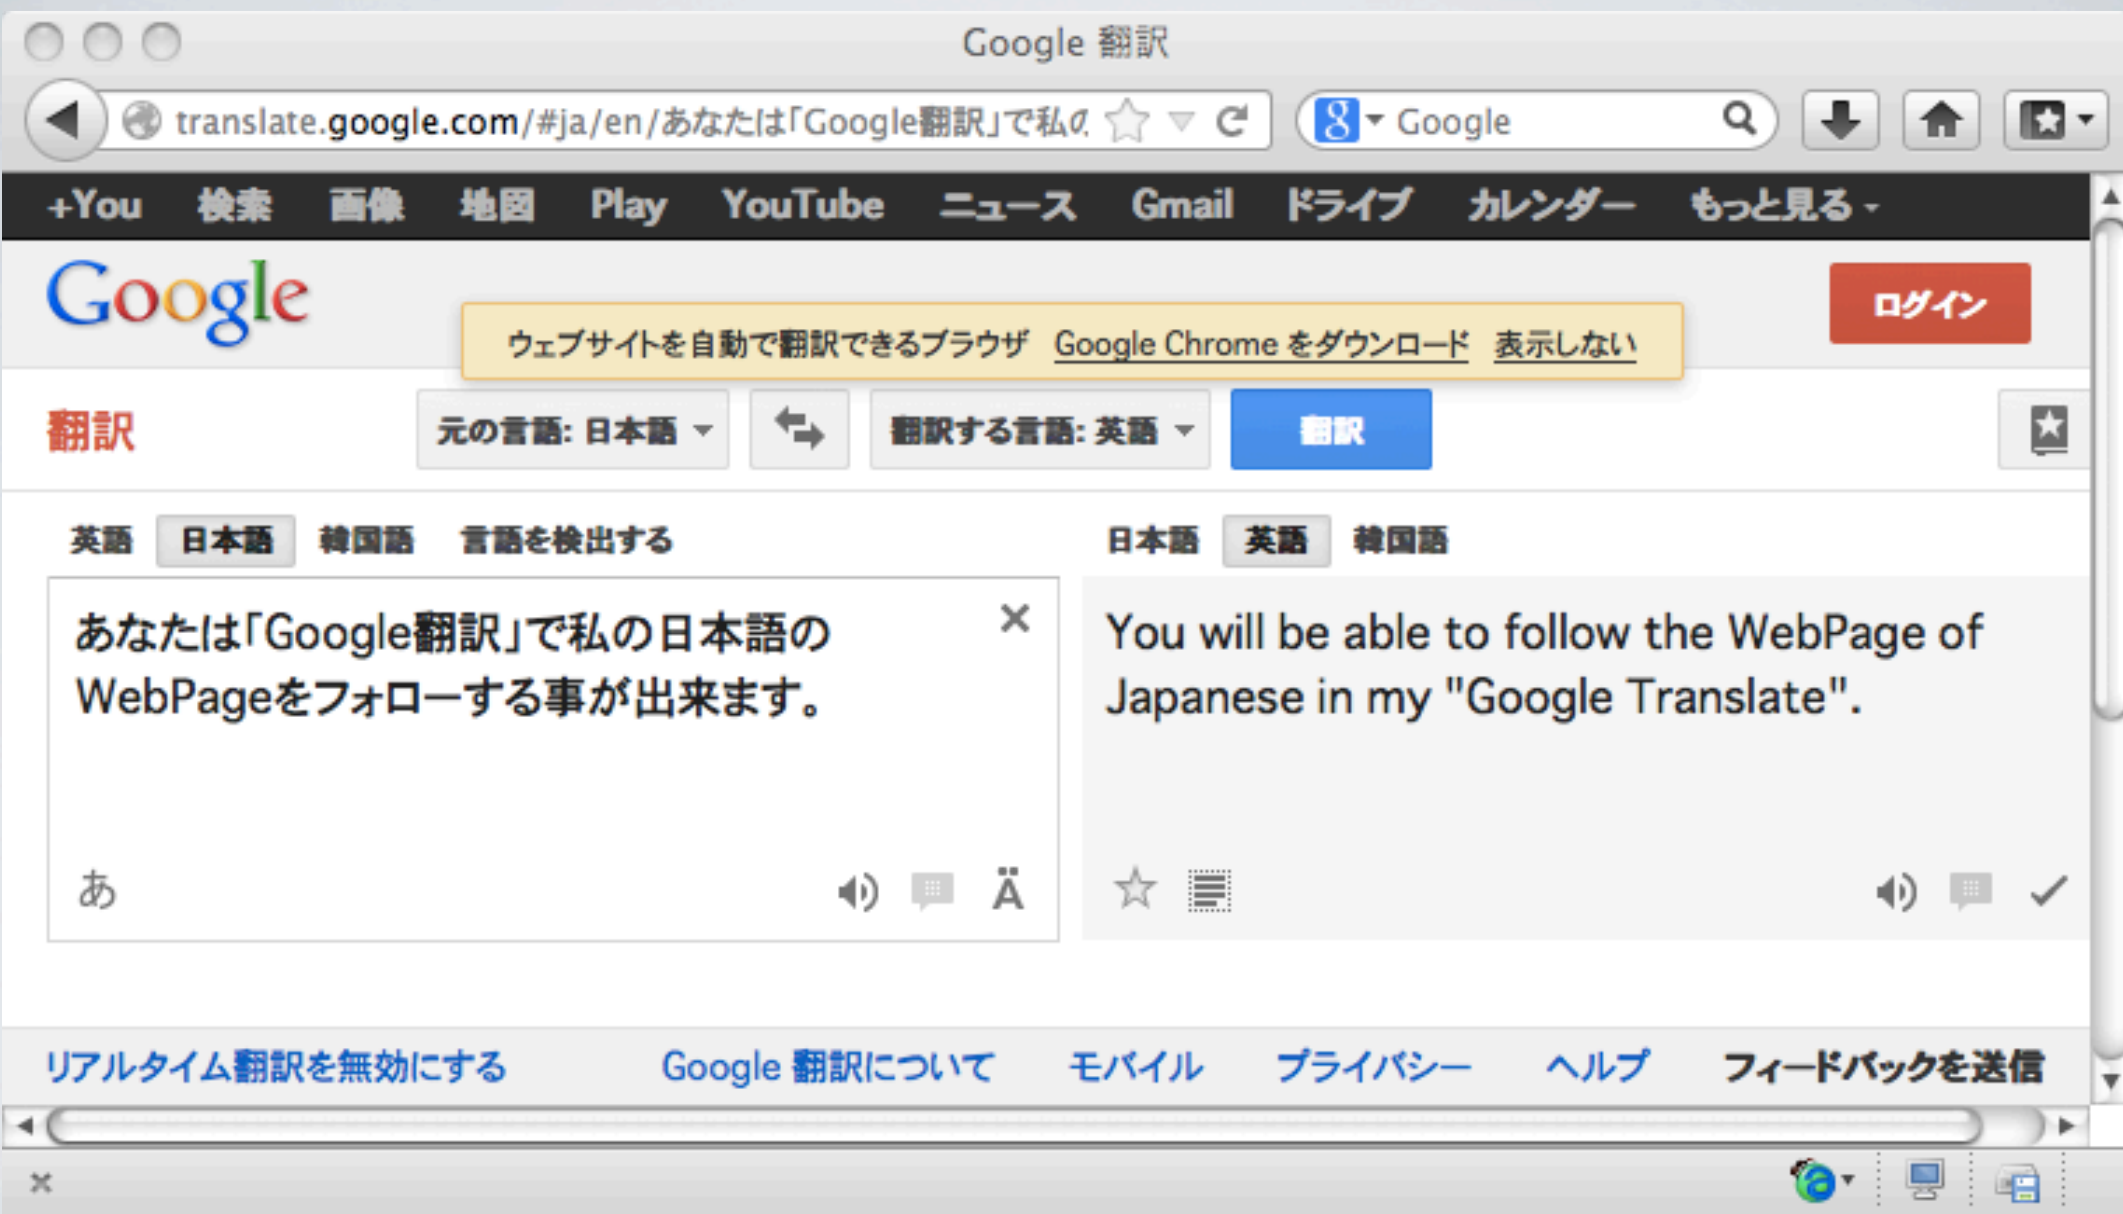 Google 翻訳
translate.google.com/#ja/en/あなたは「Google翻訳」で私の
Google
+You 検索 画像 地図 Play YouTube ニュース Gmail ドライブ カレンダー もっと見る
Google
ウェブサイトを自動で翻訳できるブラウザ Google Chrome をダウンロード 表示しない
ログイン
翻訳
元の言語: 日本語
翻訳する言語: 英語
翻訳
英語 日本語 韓国語 言語を検出する
日本語 英語 韓国語
あなたは「Google翻訳」で私の日本語の
WebPageをフォローする事が出来ます。
You will be able to follow the WebPage of
Japanese in my "Google Translate".
あ
Ä
リアルタイム翻訳を無効にする Google 翻訳について モバイル プライバシー ヘルプ フィードバックを送信